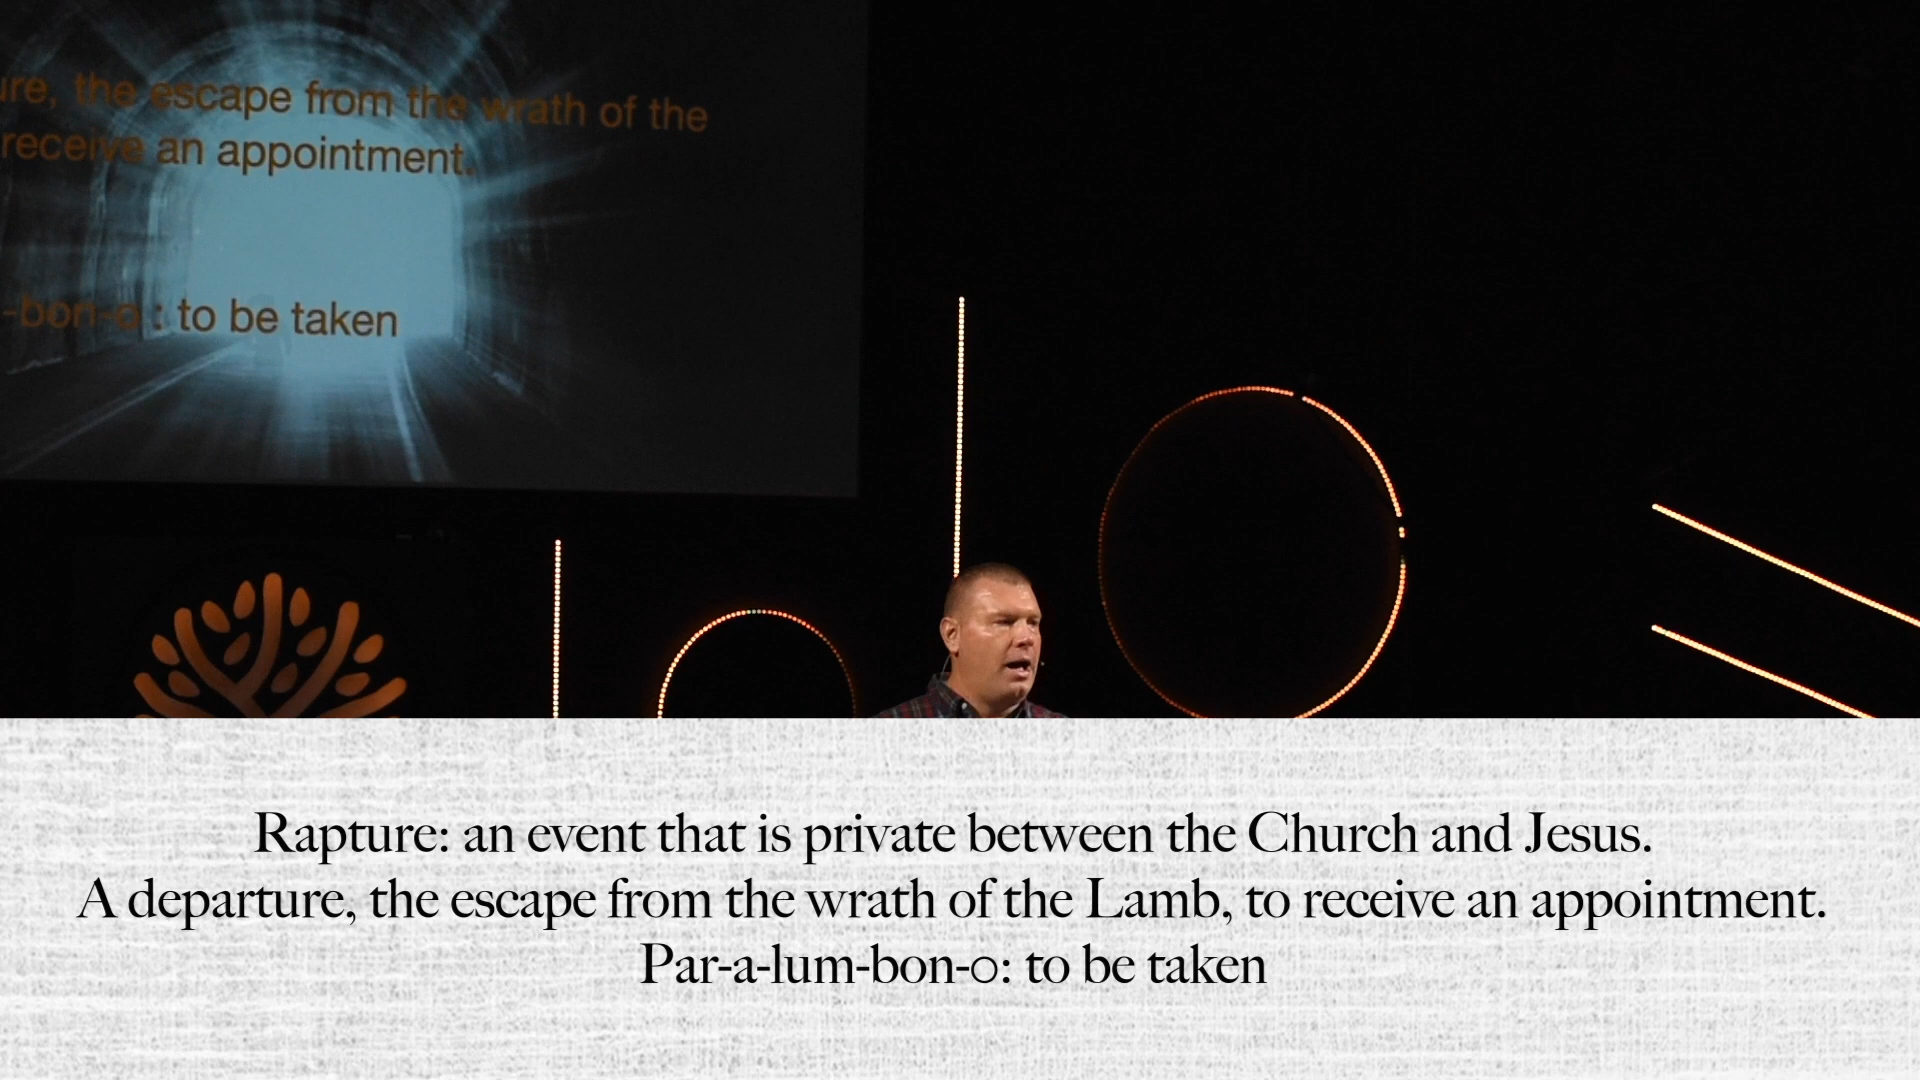 ure, the escape from the wrath of the
receive an appointment.
-bon-o : to be taken
Rapture: an event that is private between the Church and Jesus.
A departure, the escape from the wrath of the Lamb, to receive an appointment.
Par-a-lum-bon-o: to be taken